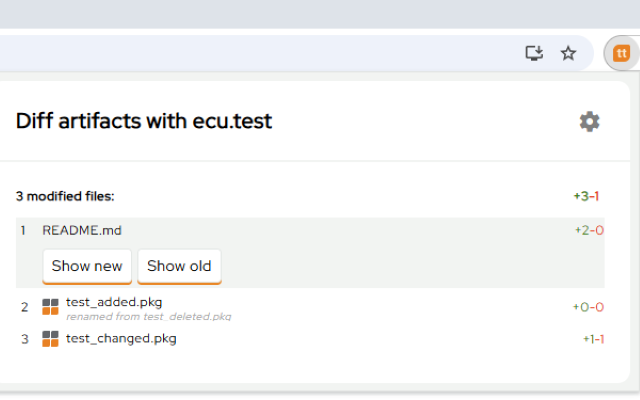 tt
Diff artifacts with ecu.test
3 modified files: +3-1
1 README.md +2-0
Show new Show old
2 test_added.pkg +0-0
renamed from test_deleted.pkg
3 test_changed.pkg +1-1